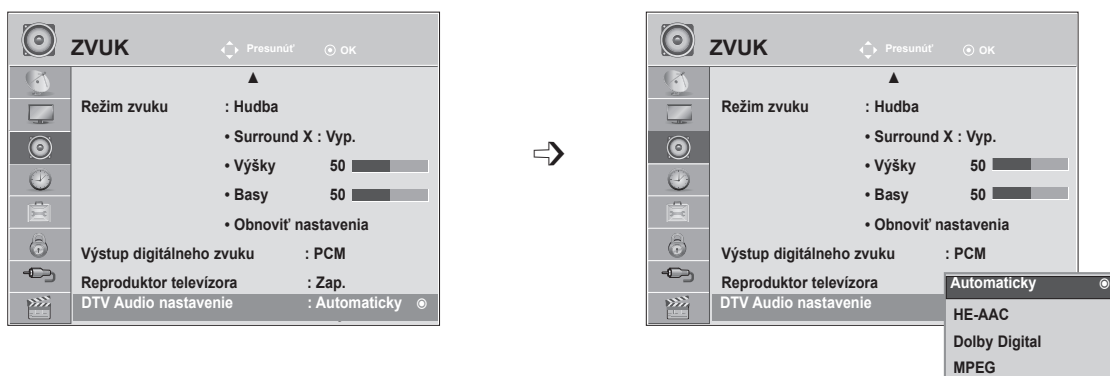 ZVUK Presunúť OK
Režim zvuku : Hudba
• Surround X : Vyp.
• Výšky 50
• Basy 50
• Obnoviť nastavenia
Výstup digitálneho zvuku : PCM
Reproduktor televízora : Zap.
DTV Audio nastavenie : Automaticky
ZVUK Presunúť OK
Režim zvuku : Hudba
• Surround X : Vyp.
• Výšky 50
• Basy 50
• Obnoviť nastavenia
Výstup digitálneho zvuku : PCM
Reproduktor televízora
DTV Audio nastavenie
Automaticky
HE-AAC
Dolby Digital
MPEG